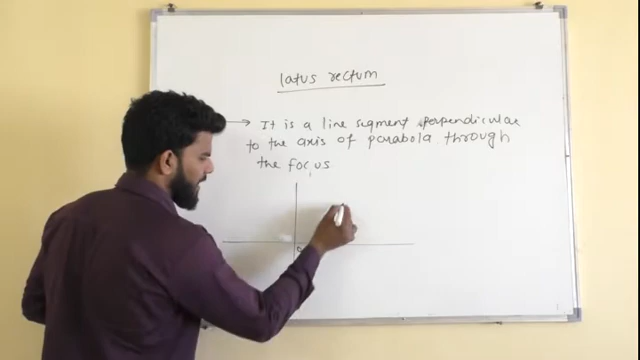 latus rectum
→ It is a line segment perpendicular
to the axis of parabola through
the focus